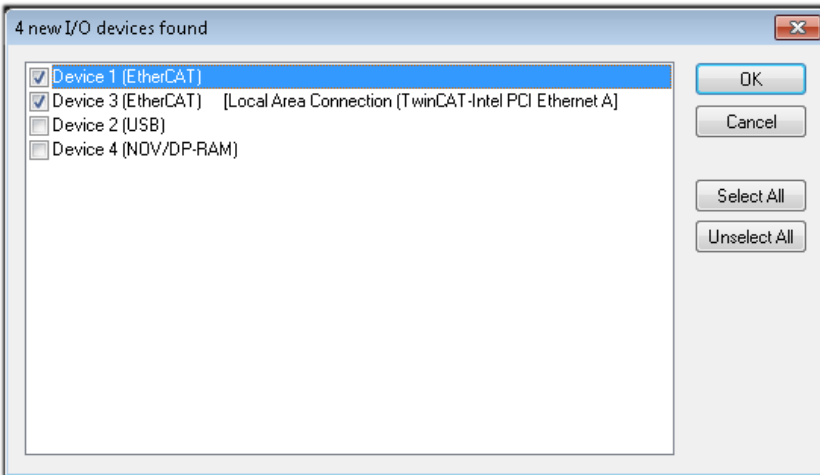 4 new I/O devices found
Device 1 (EtherCAT)
Device 3 (EtherCAT) [Local Area Connection (TwinCAT-Intel PCI Ethernet A]
Device 2 (USB)
Device 4 (NOV/DP-RAM)
OK
Cancel
Select All
Unselect All